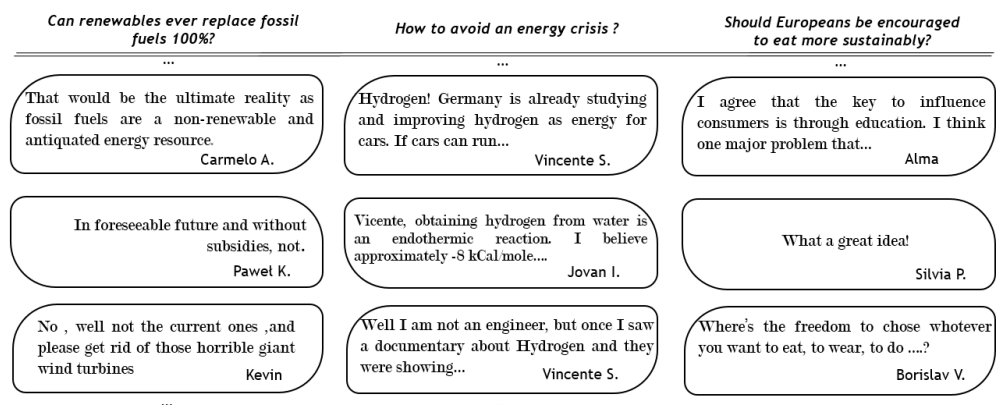 Can renewables ever replace fossil
fuels 100%?
...
That would be the ultimate reality as
fossil fuels are a non-renewable and
antiquated energy resource.
Carmelo A.
In foreseeable future and without
subsidies, not.
Paweł K.
No , well not the current ones ,and
please get rid of those horrible giant
wind turbines
Kevin
...
How to avoid an energy crisis ?
...
Hydrogen! Germany is already studying
and improving hydrogen as energy for
cars. If cars can run...
Vincente S.
Vicente, obtaining hydrogen from water is
an endothermic reaction. I believe
approximately -8 kCal/mole....
Jovan I.
Well I am not an engineer, but once I saw
a documentary about Hydrogen and they
were showing...
Vincente S.
Should Europeans be encouraged
to eat more sustainably?
...
I agree that the key to influence
consumers is through education. I think
one major problem that...
Alma
What a great idea!
Silvia P.
Where's the freedom to chose whotever
you want to eat, to wear, to do ....?
Borislav V.